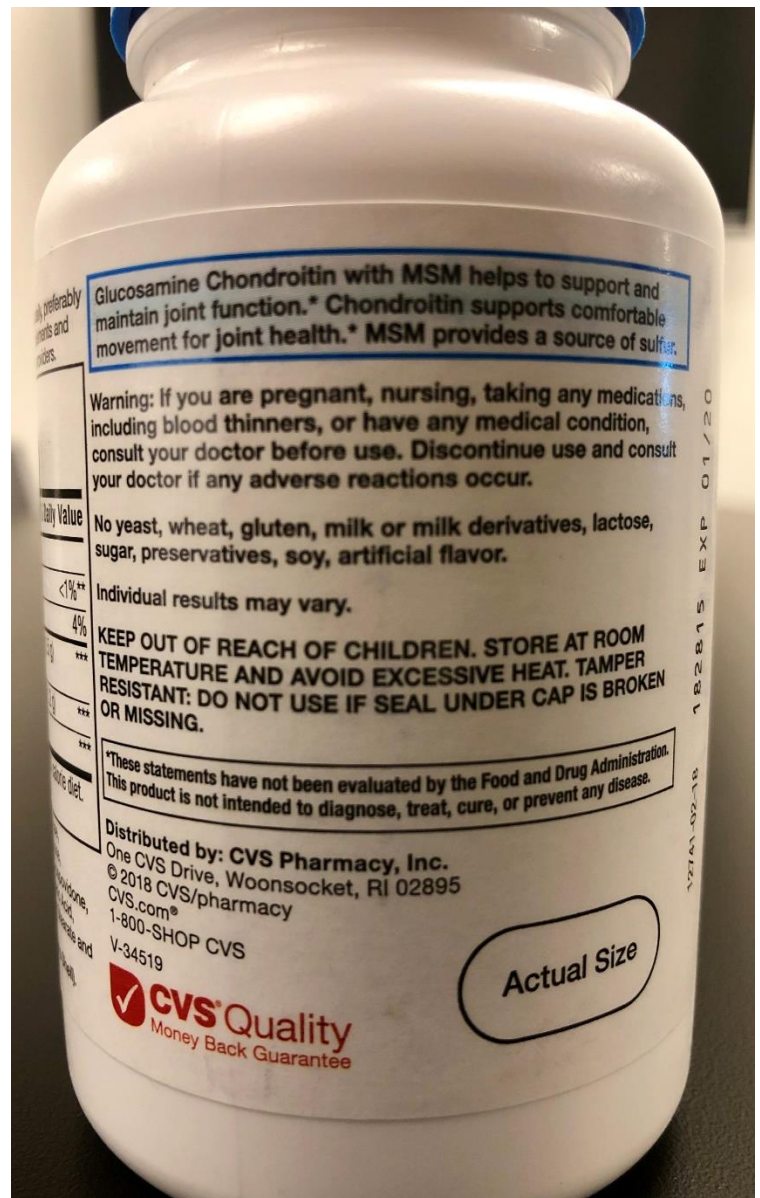 preferably
and
Daily Value
<1%**
4%
***
***
***
diet.
and
Glucosamine Chondroitin with MSM helps to support and
maintain joint function.* Chondroitin supports comfortable
movement for joint health.* MSM provides a source of sulfur.
Warning: If you are pregnant, nursing, taking any medications,
including blood thinners, or have any medical condition,
consult your doctor before use. Discontinue use and consult
your doctor if any adverse reactions occur.
No yeast, wheat, gluten, milk or milk derivatives, lactose,
sugar, preservatives, soy, artificial flavor.
Individual results may vary.
KEEP OUT OF REACH OF CHILDREN. STORE AT ROOM
TEMPERATURE AND AVOID EXCESSIVE HEAT. TAMPER
RESISTANT: DO NOT USE IF SEAL UNDER CAP IS BROKEN
OR MISSING.
*These statements have not been evaluated by the Food and Drug Administration.
This product is not intended to diagnose, treat, cure, or prevent any disease.
Distributed by: CVS Pharmacy, Inc.
One CVS Drive, Woonsocket, RI 02895
© 2018 CVS/pharmacy
CVS.com®
1-800-SHOP CVS
V-34519
CVS® Quality
Money Back Guarantee
Actual Size
12741-02-18 182815 EXP 01/20